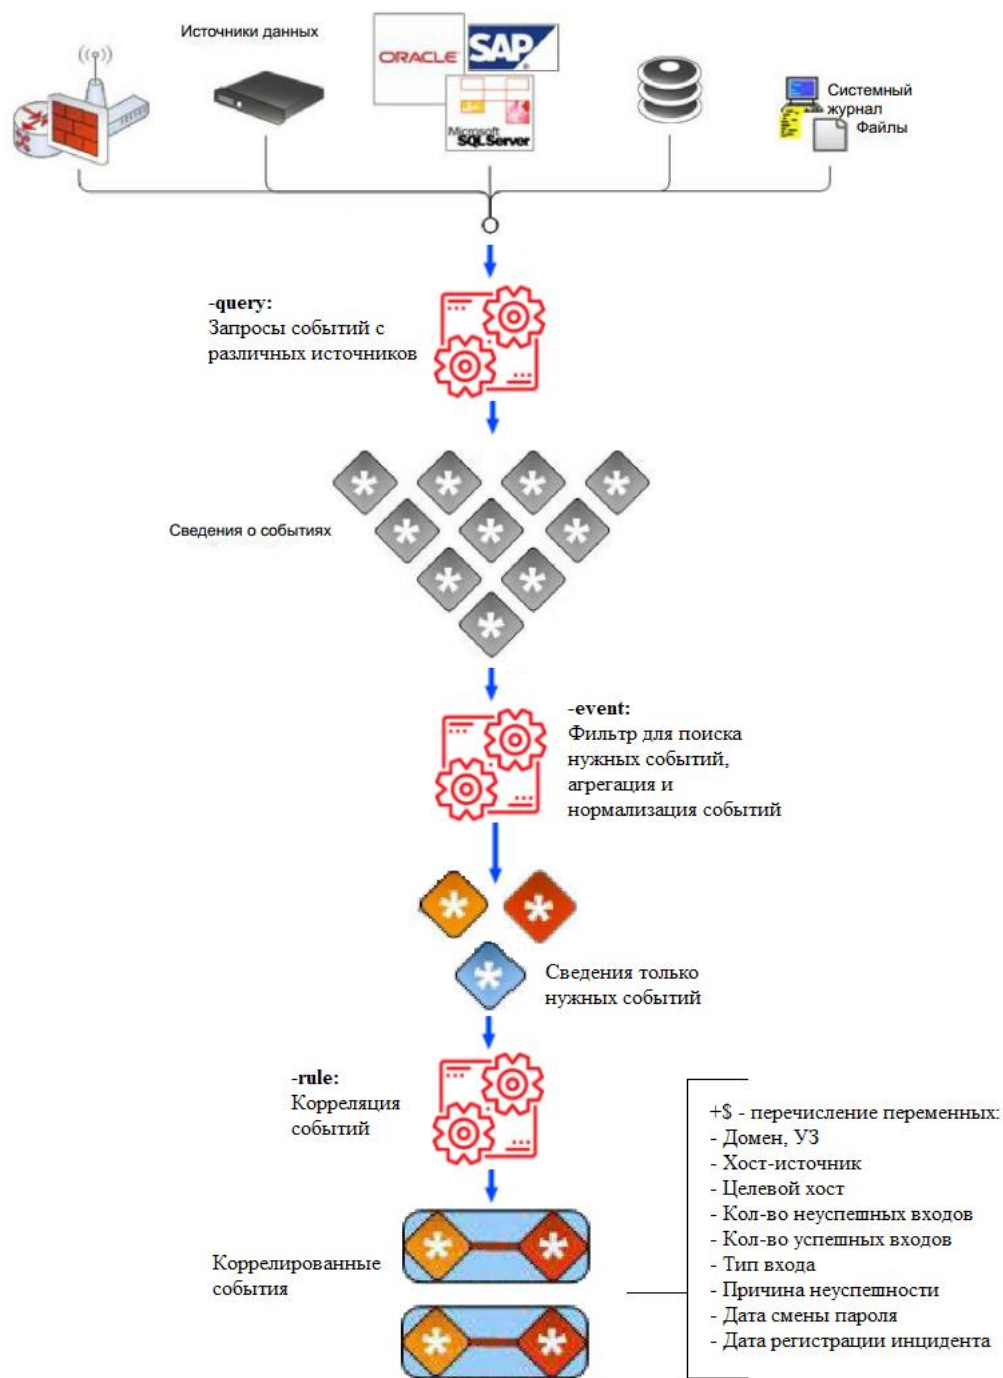 Источники данных
ORACLE
SAP
Microsoft
SQL Server
Системный
журнал
Файлы
-query:
Запросы событий с
различных источников
Сведения о событиях
-event:
Фильтр для поиска
нужных событий,
агрегация и
нормализация событий
Сведения только
нужных событий
-rule:
Корреляция
событий
+$ - перечисление переменных:
- Домен, УЗ
- Хост-источник
- Целевой хост
- Кол-во неуспешных входов
- Кол-во успешных входов
- Тип входа
- Причина неуспешности
- Дата смены пароля
- Дата регистрации инцидента
Коррелированные
события